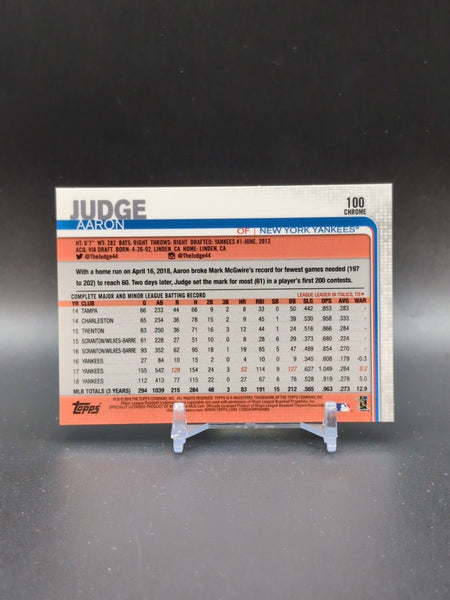 JUDGE
AARON
100
CHROME
OF | NEW YORK YANKEES®
HT: 6'7" WT: 282 BATS: RIGHT THROWS: RIGHT DRAFTED: YANKEES #1-JUNE, 2013
ACQ: VIA DRAFT BORN: 4-26-92, LINDEN, CA HOME: LINDEN, CA
@TheJudge44 @TheJudge44
With a home run on April 16, 2018, Aaron broke Mark McGwire's record for fewest games needed (197
to 202) to reach 60. Two days later, Judge set the mark for most (61) in a player's first 200 contests.
COMPLETE MAJOR AND MINOR LEAGUE BATTING RECORD LEAGUE LEADER IN ITALICS, TIE
YR CLUB G AB R H 2B 3B HR RBI SB BB SLG OPS AVG WAR
14 TAMPA 66 233 44 66 9 2 8 33 0 50 .442 .853 .283 -
14 CHARLESTON 65 234 36 78 15 2 9 45 1 39 .530 .958 .333 -
15 TRENTON 63 250 36 71 16 3 12 44 1 24 .516 .866 .284 -
15 SCRANTON/WILKES-BARRE 61 228 27 50 10 0 8 28 6 29 .373 .681
16 SCRANTON/WILKES-BARRE 93 352 62 95 18 1 19 65 5 47 .489 .854 .270 -
16 YANKEES 27 84 10 15 2 0 4 10 0 9 .345 .608 .179 -0.3
17 YANKEES 155 542 128 154 24 3 52 114 9 127 .627 1.049 .284 8.2
18 YANKEES 112 413 77 115 22 0 27 67 6 76 .528 .919 .278 5.0
MLB TOTALS (3 YEARS) 294 1039 215 284 48 3 83 191 15 212 .565 .963 .273 12.9
Topps